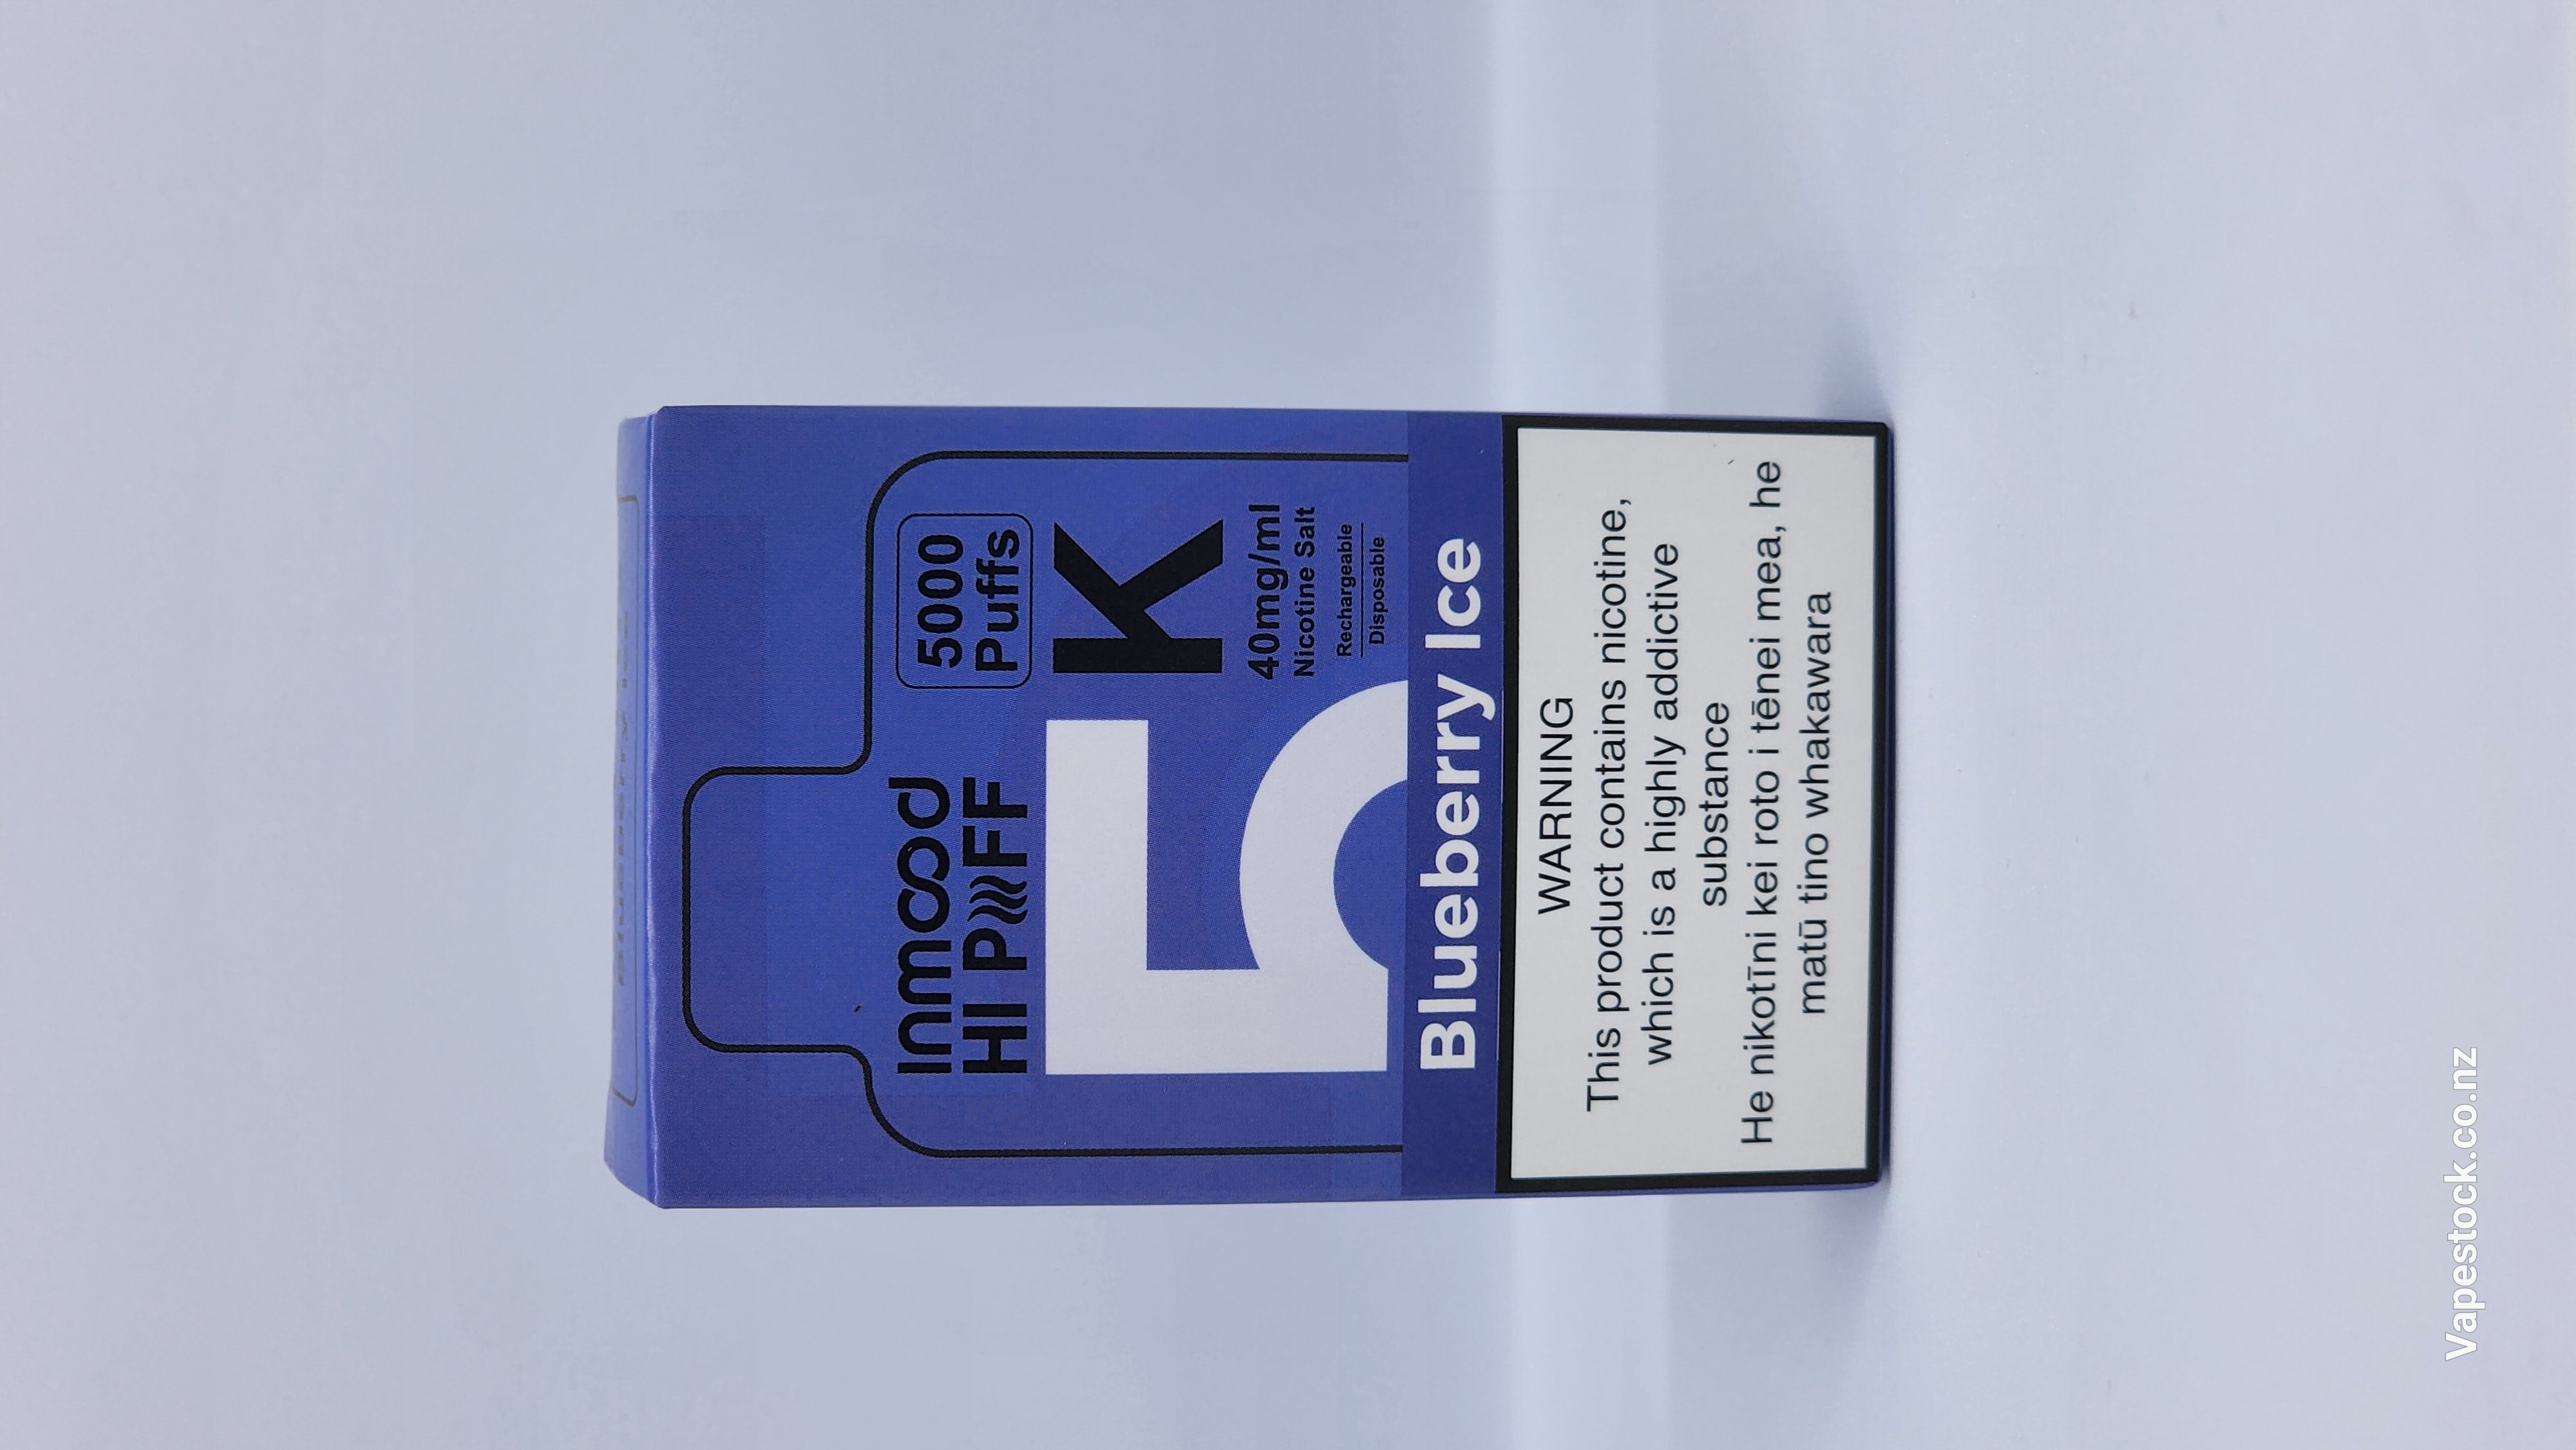 Blueberry Ice
inmood
HI PUFF
5000
Puffs
5K
40mg/ml
Nicotine Salt
Rechargeable
Disposable
Blueberry Ice
WARNING
This product contains nicotine,
which is a highly addictive
substance
He nikotīni kei roto i tēnei mea, he
matū tino whakawara
Vapestock.co.nz